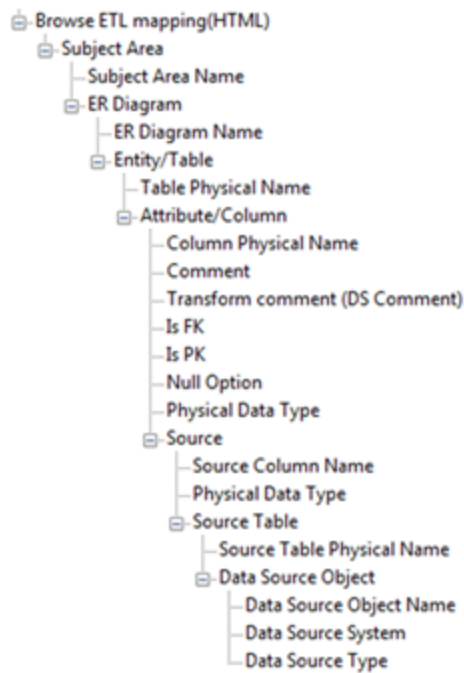 Browse ETL mapping(HTML)
Subject Area
Subject Area Name
ER Diagram
ER Diagram Name
Entity/Table
Table Physical Name
Attribute/Column
Column Physical Name
Comment
Transform comment (DS Comment)
Is FK
Is PK
Null Option
Physical Data Type
Source
Source Column Name
Physical Data Type
Source Table
Source Table Physical Name
Data Source Object
Data Source Object Name
Data Source System
Data Source Type